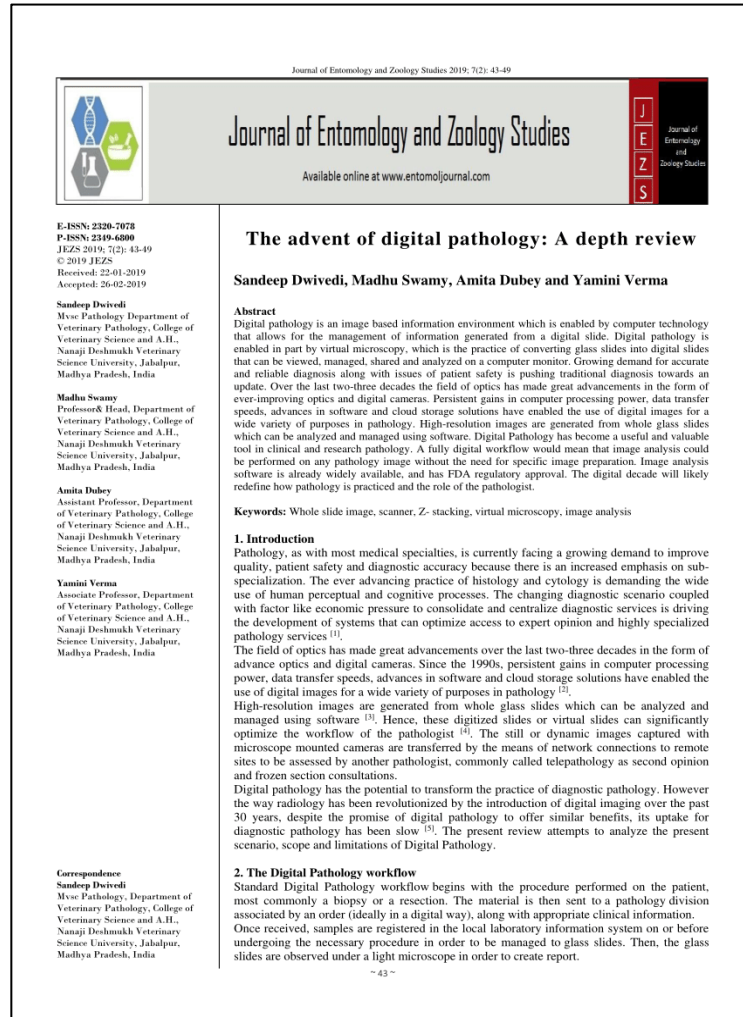 Journal of Entomology and Zoology Studies 2019; 7(2): 43-49
Journal of Entomology and Zoology Studies
Available online at www.entomoljournal.com
J
E
Z
S
Journal of
Entomology
and
Zoology Studies
E-ISSN: 2320-7078
P-ISSN: 2349-6800
JEZS 2019; 7(2): 43-49
© 2019 JEZS
Received: 22-01-2019
Accepted: 26-02-2019
Sandeep Dwivedi
Mvsc Pathology Department of
Veterinary Pathology, College of
Veterinary Science and A.H.,
Nanaji Deshmukh Veterinary
Science University, Jabalpur,
Madhya Pradesh, India
Madhu Swamy
Professor& Head, Department of
Veterinary Pathology, College of
Veterinary Science and A.H.,
Nanaji Deshmukh Veterinary
Science University, Jabalpur,
Madhya Pradesh, India
Amita Dubey
Assistant Professor, Department
of Veterinary Pathology, College
of Veterinary Science and A.H.,
Nanaji Deshmukh Veterinary
Science University, Jabalpur,
Madhya Pradesh, India
Yamini Verma
Associate Professor, Department
of Veterinary Pathology, College
of Veterinary Science and A.H.,
Nanaji Deshmukh Veterinary
Science University, Jabalpur,
Madhya Pradesh, India
Correspondence
Sandeep Dwivedi
Mvsc Pathology, Department of
Veterinary Pathology, College of
Veterinary Science and A.H.,
Nanaji Deshmukh Veterinary
Science University, Jabalpur,
Madhya Pradesh, India
The advent of digital pathology: A depth review
Sandeep Dwivedi, Madhu Swamy, Amita Dubey and Yamini Verma
Abstract
Digital pathology is an image based information environment which is enabled by computer technology
that allows for the management of information generated from a digital slide. Digital pathology is
enabled in part by virtual microscopy, which is the practice of converting glass slides into digital slides
that can be viewed, managed, shared and analyzed on a computer monitor. Growing demand for accurate
and reliable diagnosis along with issues of patient safety is pushing traditional diagnosis towards an
update. Over the last two-three decades the field of optics has made great advancements in the form of
ever-improving optics and digital cameras. Persistent gains in computer processing power, data transfer
speeds, advances in software and cloud storage solutions have enabled the use of digital images for a
wide variety of purposes in pathology. High-resolution images are generated from whole glass slides
which can be analyzed and managed using software. Digital Pathology has become a useful and valuable
tool in clinical and research pathology. A fully digital workflow would mean that image analysis could
be performed on any pathology image without the need for specific image preparation. Image analysis
software is already widely available, and has FDA regulatory approval. The digital decade will likely
redefine how pathology is practiced and the role of the pathologist.
Keywords: Whole slide image, scanner, Z- stacking, virtual microscopy, image analysis
1. Introduction
Pathology, as with most medical specialties, is currently facing a growing demand to improve
quality, patient safety and diagnostic accuracy because there is an increased emphasis on sub-
specialization. The ever advancing practice of histology and cytology is demanding the wide
use of human perceptual and cognitive processes. The changing diagnostic scenario coupled
with factor like economic pressure to consolidate and centralize diagnostic services is driving
the development of systems that can optimize access to expert opinion and highly specialized
pathology services [1].
The field of optics has made great advancements over the last two-three decades in the form of
advance optics and digital cameras. Since the 1990s, persistent gains in computer processing
power, data transfer speeds, advances in software and cloud storage solutions have enabled the
use of digital images for a wide variety of purposes in pathology [2].
High-resolution images are generated from whole glass slides which can be analyzed and
managed using software [3]. Hence, these digitized slides or virtual slides can significantly
optimize the workflow of the pathologist [4]. The still or dynamic images captured with
microscope mounted cameras are transferred by the means of network connections to remote
sites to be assessed by another pathologist, commonly called telepathology as second opinion
and frozen section consultations.
Digital pathology has the potential to transform the practice of diagnostic pathology. However
the way radiology has been revolutionized by the introduction of digital imaging over the past
30 years, despite the promise of digital pathology to offer similar benefits, its uptake for
diagnostic pathology has been slow [5]. The present review attempts to analyze the present
scenario, scope and limitations of Digital Pathology.
2. The Digital Pathology workflow
Standard Digital Pathology workflow begins with the procedure performed on the patient,
most commonly a biopsy or a resection. The material is then sent to a pathology division
associated by an order (ideally in a digital way), along with appropriate clinical information.
Once received, samples are registered in the local laboratory information system on or before
undergoing the necessary procedure in order to be managed to glass slides. Then, the glass
slides are observed under a light microscope in order to create report.
~ 43 ~